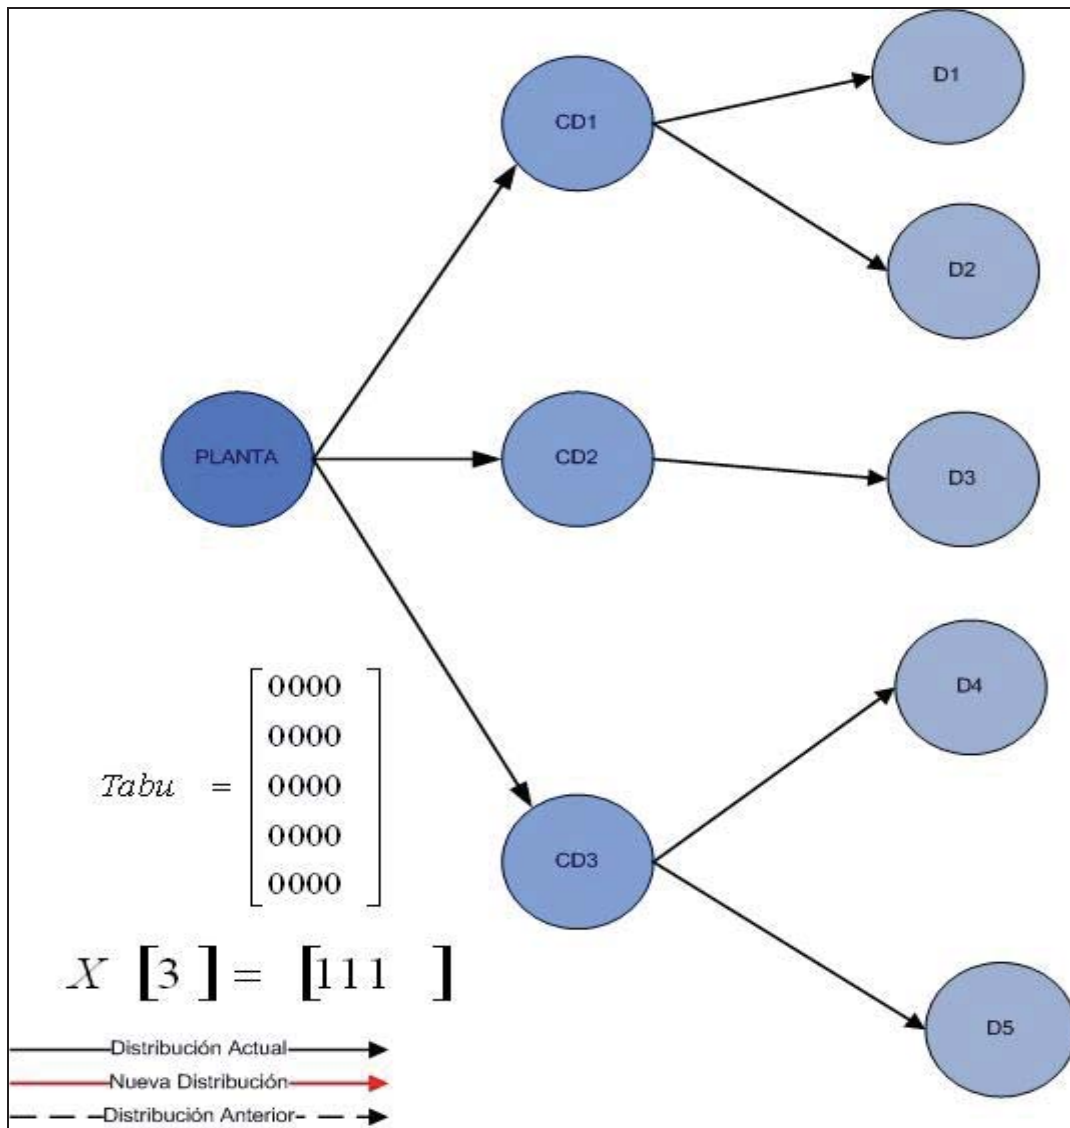 D1
CD1
D2
PLANTA
CD2
D3
D4
CD3
D5
Tabu = [0000
0000
0000
0000
0000]
X [3] = [111 ]
Distribución Actual
Nueva Distribución
Distribución Anterior